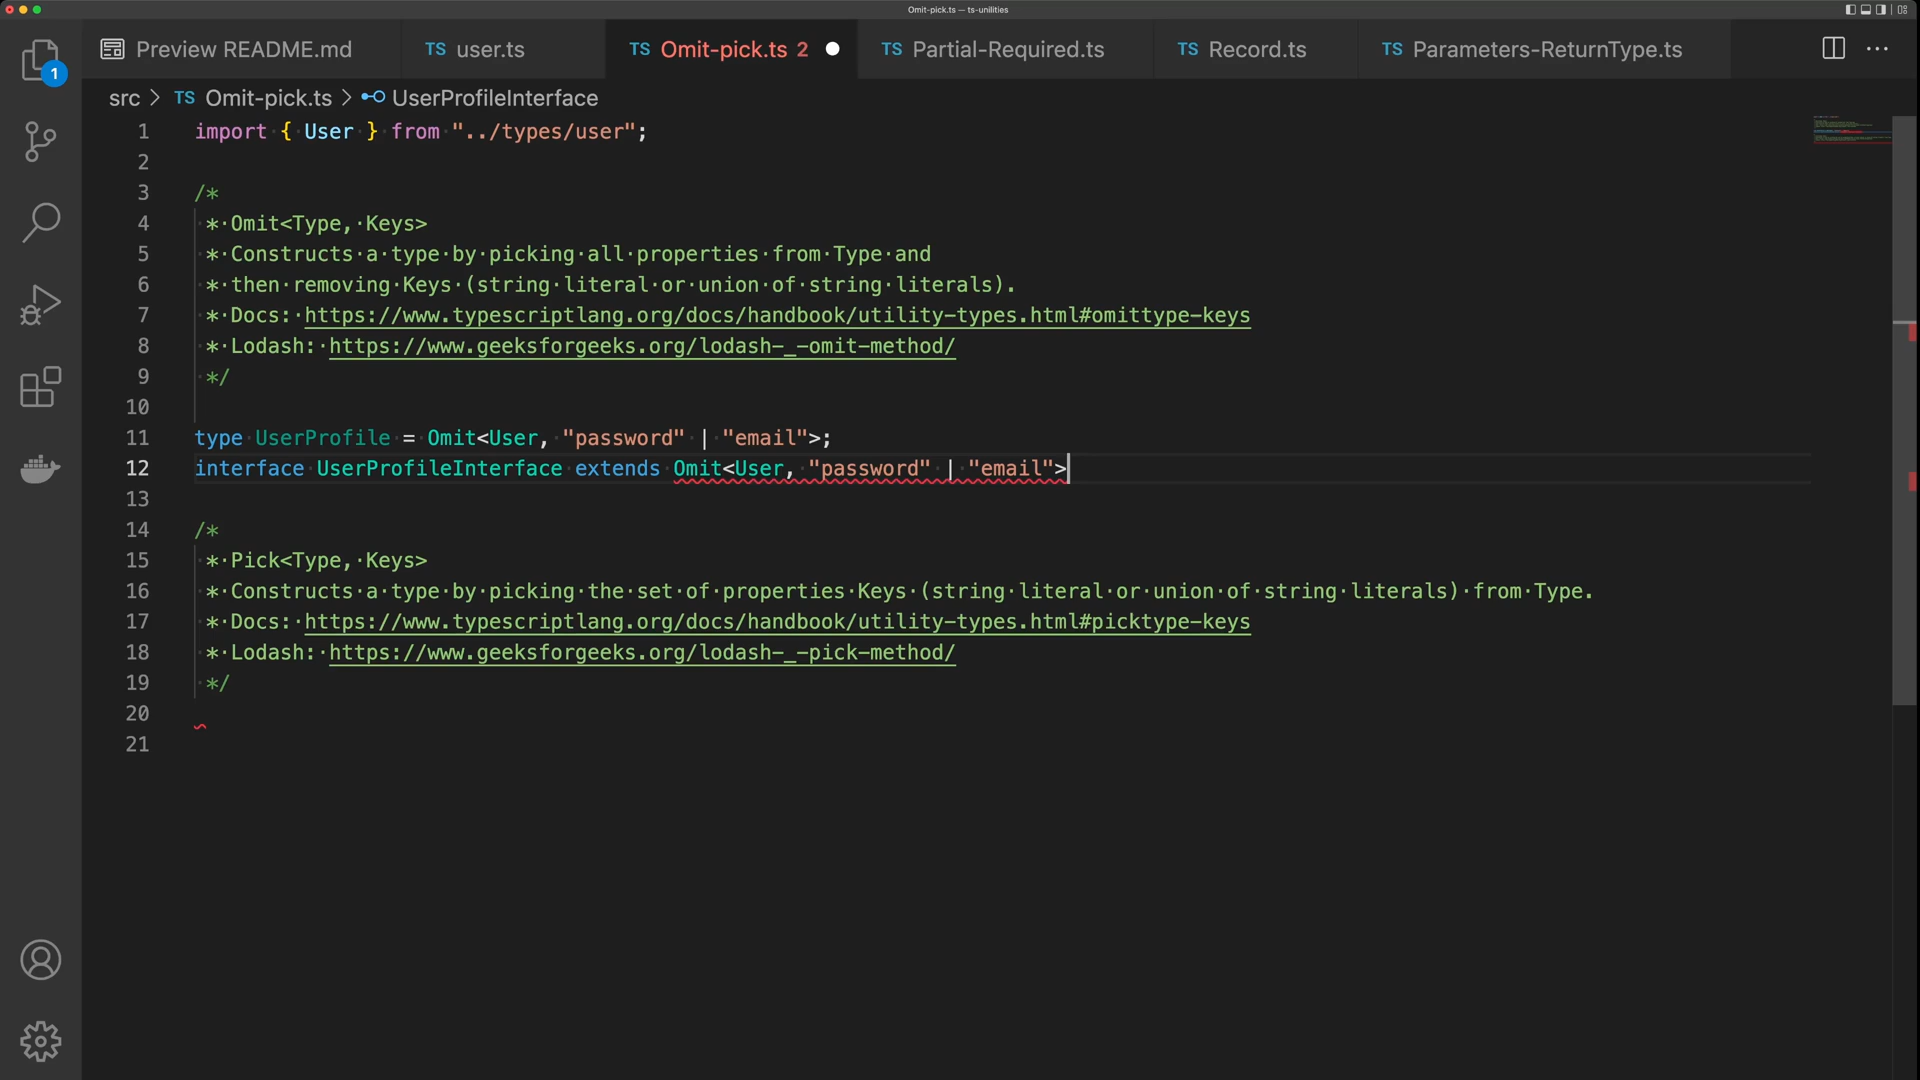 Omit-pick.ts — ts-unilities
Preview README.md
TS user.ts
TS Omit-pick.ts 2
TS Partial-Required.ts
TS Record.ts
TS Parameters-ReturnType.ts
1
src > TS Omit-pick.ts > UserProfileInterface
1 import { User } from "../types/user";
2
3 /*
4 * Omit<Type, Keys>
5 * Constructs a type by picking all properties from Type and
6 * then removing Keys (string literal or union of string literals).
7 * Docs: https://www.typescriptlang.org/docs/handbook/utility-types.html#omittype-keys
8 * Lodash: https://www.geeksforgeeks.org/lodash-_-omit-method/
9 */
10
11 type UserProfile = Omit<User, "password" | "email">;
12 interface UserProfileInterface extends Omit<User, "password" | "email">
13
14 /*
15 * Pick<Type, Keys>
16 * Constructs a type by picking the set of properties Keys (string literal or union of string literals) from Type.
17 * Docs: https://www.typescriptlang.org/docs/handbook/utility-types.html#picktype-keys
18 * Lodash: https://www.geeksforgeeks.org/lodash-_-pick-method/
19 */
20
21